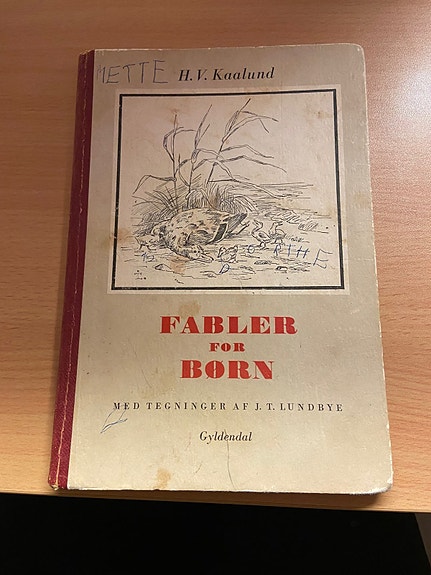 METTE H. V. Kaalund
DORTHE
FABLER
FOR
BØRN
MED TEGNINGER AF J. T. LUNDBYE
Gyldendal